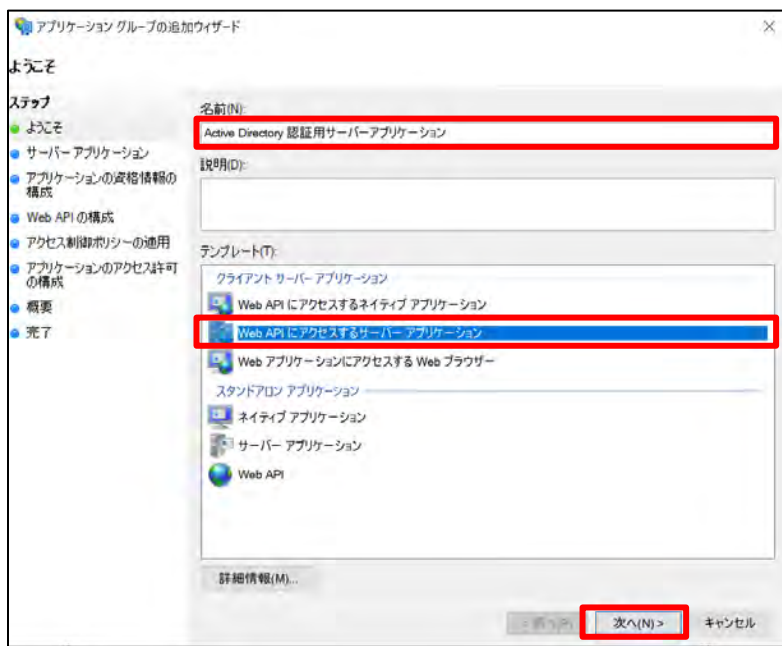 アプリケーション グループの追加ウィザード
ようこそ
ステップ
ようこそ
サーバー アプリケーション
アプリケーションの資格情報の
構成
Web API の構成
アクセス制御ポリシーの適用
アプリケーションのアクセス許可
の構成
概要
完了
名前(N):
Active Directory 認証用サーバーアプリケーション
説明(D):
テンプレート(T):
クライアント サーバー アプリケーション
Web API にアクセスするネイティブ アプリケーション
Web API にアクセスするサーバー アプリケーション
Web アプリケーションにアクセスする Web ブラウザー
スタンドアロン アプリケーション
ネイティブ アプリケーション
サーバー アプリケーション
Web API
詳細情報(M)...
< 前へ(P) 次へ(N) > キャンセル